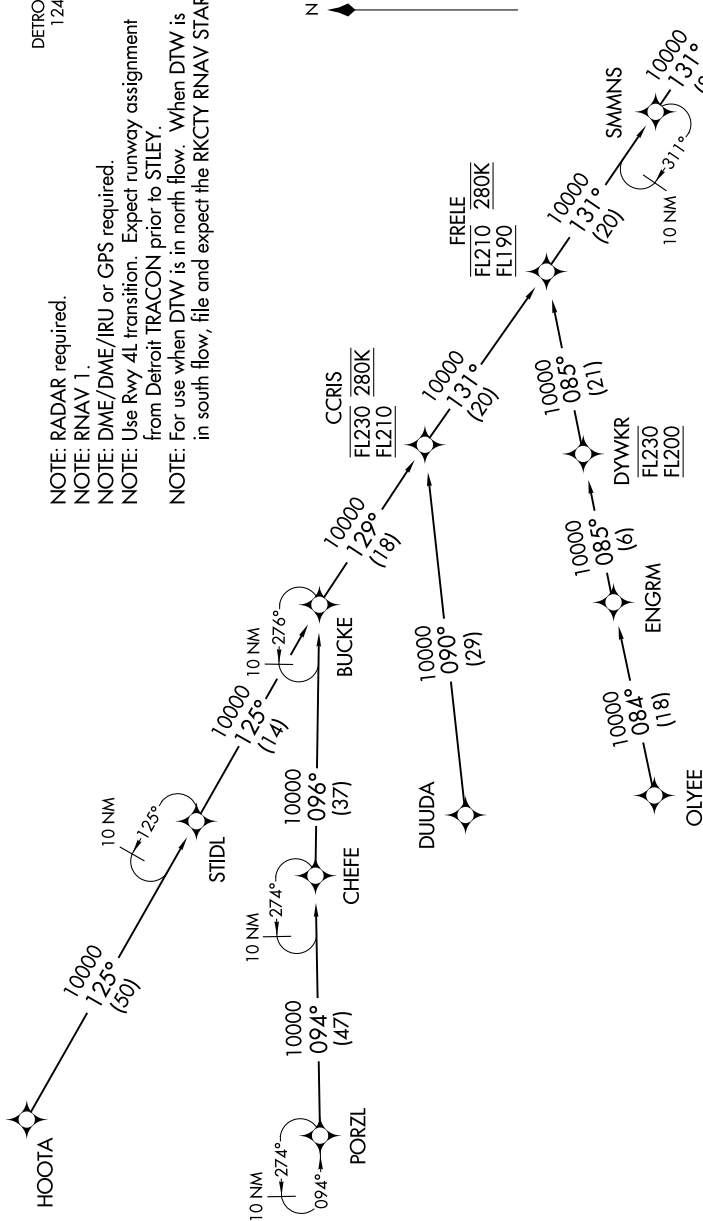 DETRO
124
N
NOTE: RADAR required.
NOTE: RNAV 1.
NOTE: DME/DME/IRU or GPS required.
NOTE: Use Rwy 4L transition. Expect runway assignment
from Detroit TRACON prior to STLEY.
NOTE: For use when DTW is in north flow. When DTW is
in south flow, file and expect the RKCTY RNAV STAR
HOOTA
10000
125°
(50)
10 NM
125°
STIDL
10000
125°
(14)
10 NM
274°
094°
PORZL
10000
094°
(47)
10 NM
274°
CHEFE
10000
096°
(37)
10 NM
276°
BUCKE
10000
129°
(18)
CCRIS
FL230 280K
FL210
DUUDA
10000
090°
(29)
10000
131°
(20)
FRELE
FL210 280K
FL190
OLYEE
10000
084°
(18)
ENGRM
10000
085°
(6)
DYWKR
FL230
FL200
10000
085°
(21)
10000
131°
(20)
SMMNS
10 NM
311°
10000
131°